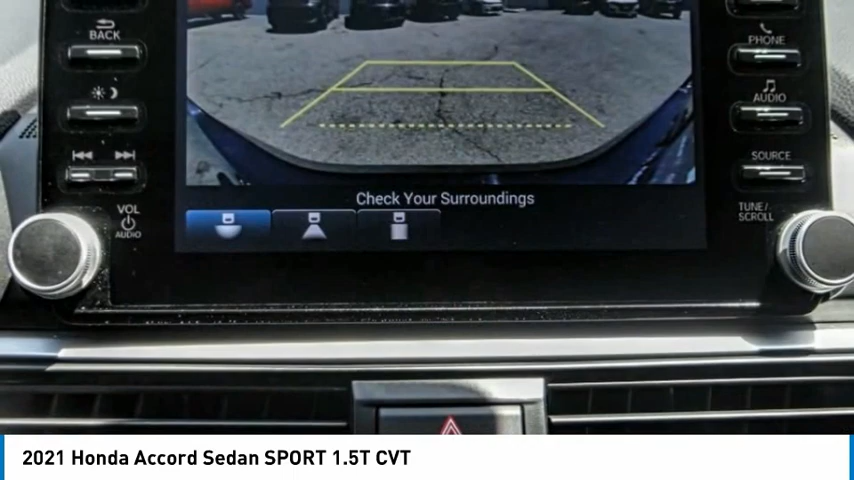 BACK
PHONE
AUDIO
SOURCE
Check Your Surroundings
VOL
AUDIO
TUNE/
SCROLL
2021 Honda Accord Sedan SPORT 1.5T CVT